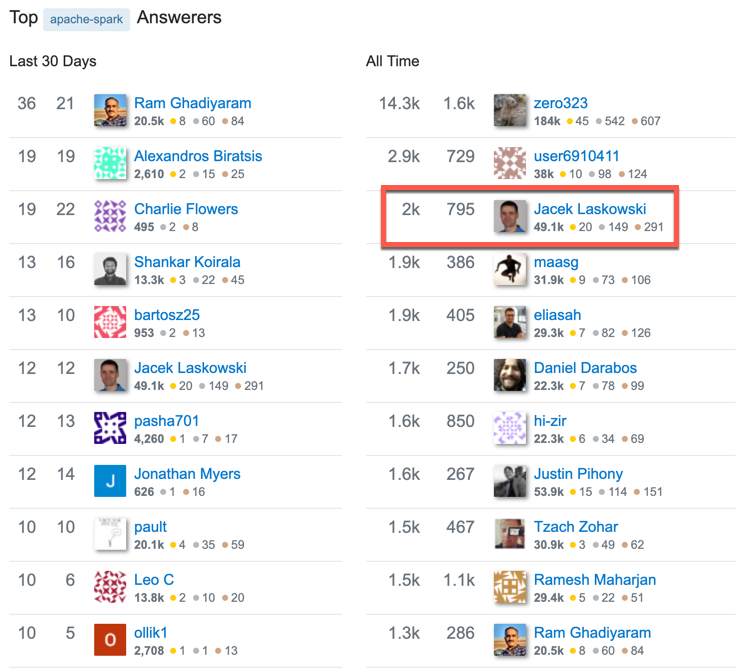 Top apache-spark Answerers
Last 30 Days
36 21 Ram Ghadiyaram
20.5k 8 60 84
19 19 Alexandros Biratsis
2,610 2 15 25
19 22 Charlie Flowers
495 2 8
13 16 Shankar Koirala
13.3k 3 22 45
13 10 bartosz25
953 2 13
12 12 Jacek Laskowski
49.1k 20 149 291
12 13 pasha701
4,260 1 7 17
12 14 J Jonathan Myers
626 1 16
10 10 pault
20.1k 4 35 59
10 6 Leo C
13.8k 2 10 20
10 5 O ollik1
2,708 1 1 13
All Time
14.3k 1.6k zero323
184k 45 542 607
2.9k 729 user6910411
38k 10 98 124
2k 795 Jacek Laskowski
49.1k 20 149 291
1.9k 386 maasg
31.9k 9 73 106
1.9k 405 eliasah
29.3k 7 82 126
1.7k 250 Daniel Darabos
22.3k 7 78 99
1.6k 850 hi-zir
22.3k 6 34 69
1.6k 267 Justin Pihony
53.9k 15 114 151
1.5k 467 Tzach Zohar
30.9k 3 49 62
1.5k 1.1k Ramesh Maharjan
29.4k 5 22 51
1.3k 286 Ram Ghadiyaram
20.5k 8 60 84